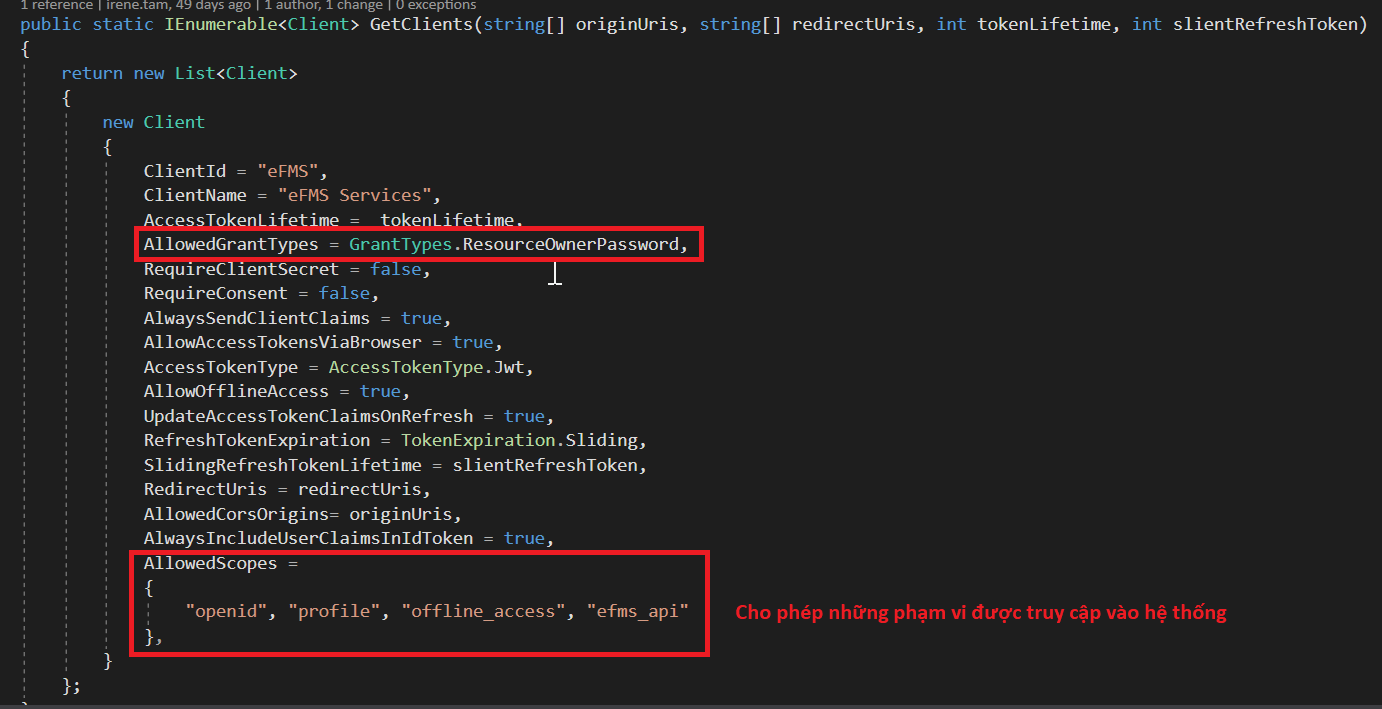 1 reference | irene.tam, 49 days ago | 1 author, 1 change | 0 exceptions
public static IEnumerable<Client> GetClients(string[] originUris, string[] redirectUris, int tokenLifetime, int slientRefreshToken)
{
return new List<Client>
{
new Client
{
ClientId = "eFMS",
ClientName = "eFMS Services",
AccessTokenLifetime = tokenLifetime,
AllowedGrantTypes = GrantTypes.ResourceOwnerPassword,
RequireClientSecret = false,
RequireConsent = false,
AlwaysSendClientClaims = true,
AllowAccessTokensViaBrowser = true,
AccessTokenType = AccessTokenType.Jwt,
AllowOfflineAccess = true,
UpdateAccessTokenClaimsOnRefresh = true,
RefreshTokenExpiration = TokenExpiration.Sliding,
SlidingRefreshTokenLifetime = slientRefreshToken,
RedirectUris = redirectUris,
AllowedCorsOrigins= originUris,
AlwaysIncludeUserClaimsInIdToken = true,
AllowedScopes =
{
"openid", "profile", "offline_access", "efms_api" Cho phép những phạm vi được truy cập vào hệ thống
},
}
};